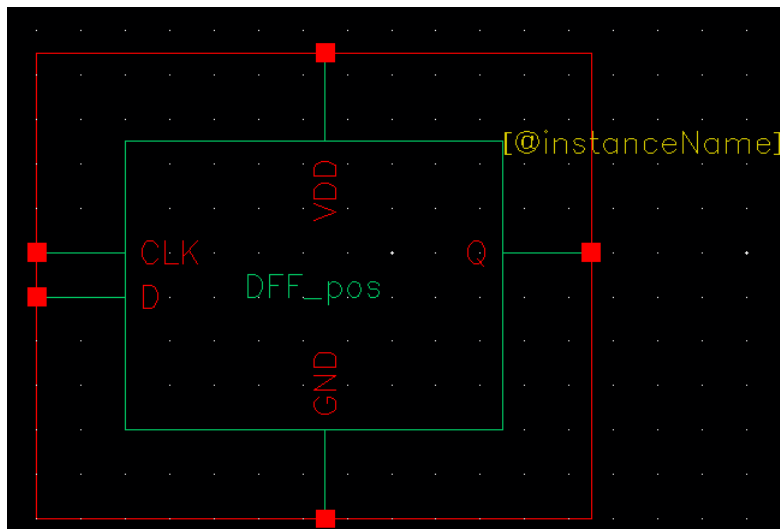 [@instanceName]
VDD
CLK
Q
DFF_pos
D
GND